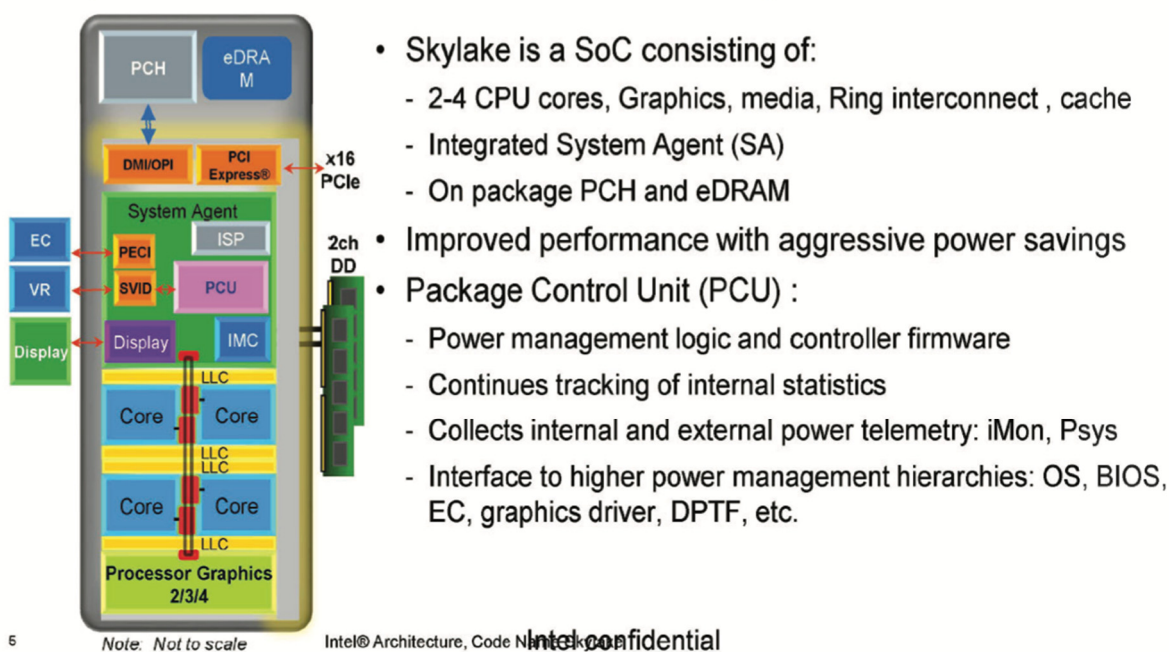 PCH
eDRA
M
DMI/OPI
PCI
Express®
x16
PCIe
System Agent
ISP
EC
PECI
VR
SVID
PCU
2ch
DD
Display
Display
IMC
LLC
Core
Core
LLC
LLC
Core
Core
LLC
Processor Graphics
2/3/4
• Skylake is a SoC consisting of:
- 2-4 CPU cores, Graphics, media, Ring interconnect , cache
- Integrated System Agent (SA)
- On package PCH and eDRAM
• Improved performance with aggressive power savings
• Package Control Unit (PCU) :
- Power management logic and controller firmware
- Continues tracking of internal statistics
- Collects internal and external power telemetry: iMon, Psys
- Interface to higher power management hierarchies: OS, BIOS,
EC, graphics driver, DPTF, etc.
5
Note: Not to scale
Intel® Architecture, Code Name Skylake
Intel confidential